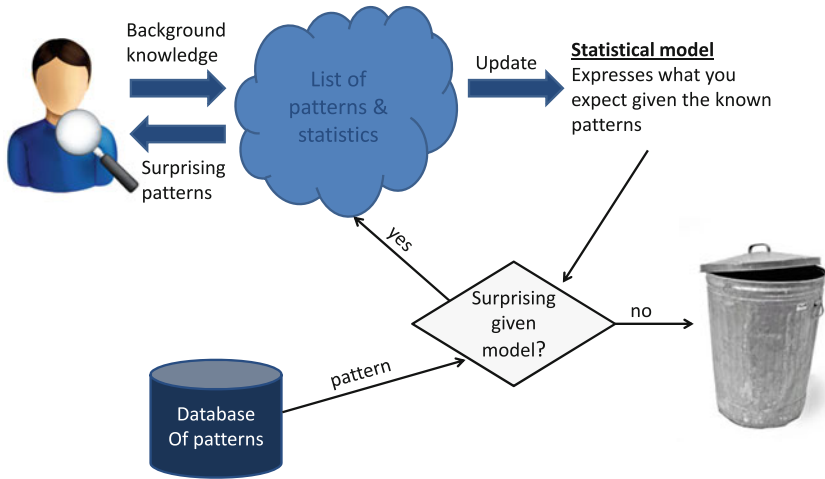 Background
knowledge
Surprising
patterns
List of
patterns &
statistics
Update
Statistical model
Expresses what you
expect given the known
patterns
yes
Surprising
given
model?
no
pattern
Database
Of patterns